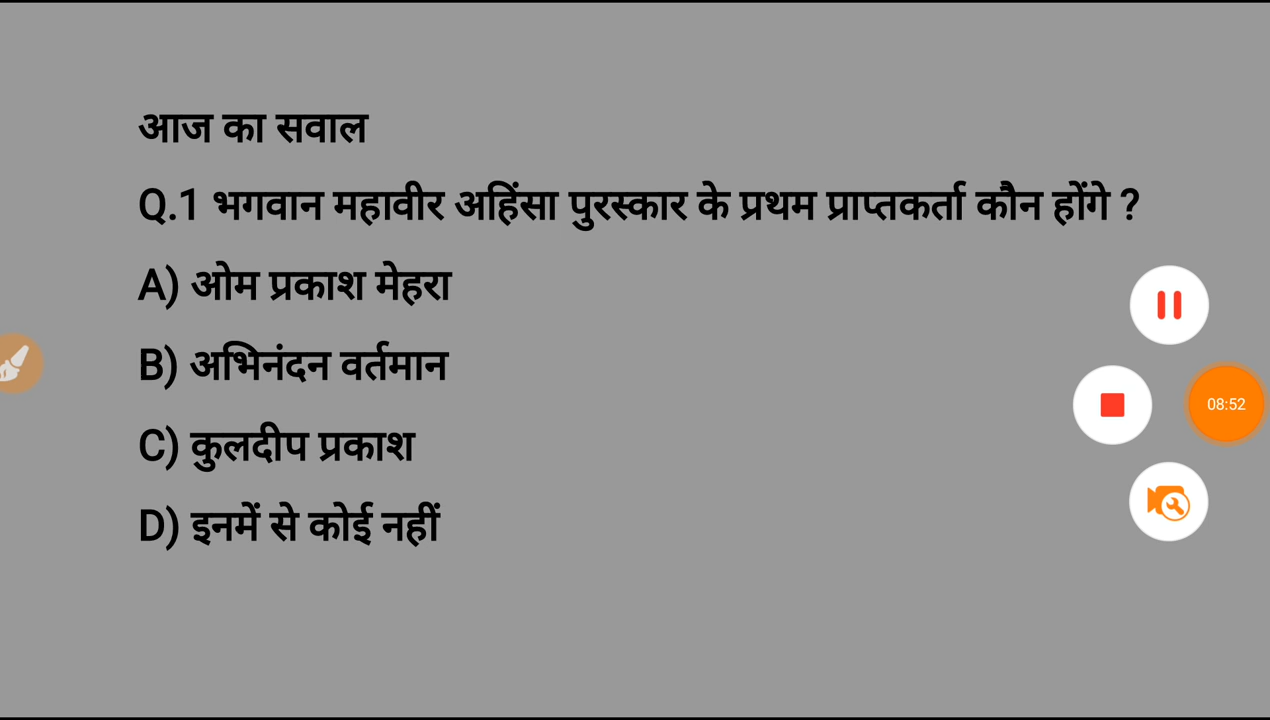 आज का सवाल
Q.1 भगवान महावीर अहिंसा पुरस्कार के प्रथम प्राप्तकर्ता कौन होंगे ?
A) ओम प्रकाश मेहरा
B) अभिनंदन वर्तमान
C) कुलदीप प्रकाश
D) इनमें से कोई नहीं
08:52